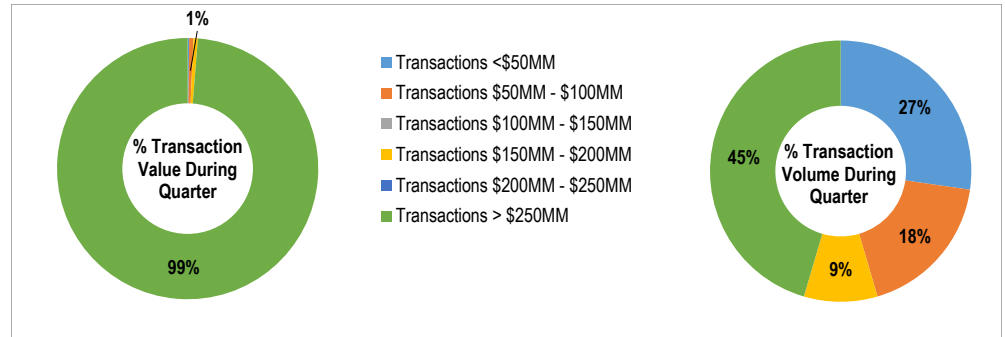 1%
% Transaction
Value During
Quarter
99%
Transactions <$50MM
Transactions $50MM - $100MM
Transactions $100MM - $150MM
Transactions $150MM - $200MM
Transactions $200MM - $250MM
Transactions > $250MM
27%
45%
% Transaction
Volume During
Quarter
18%
9%